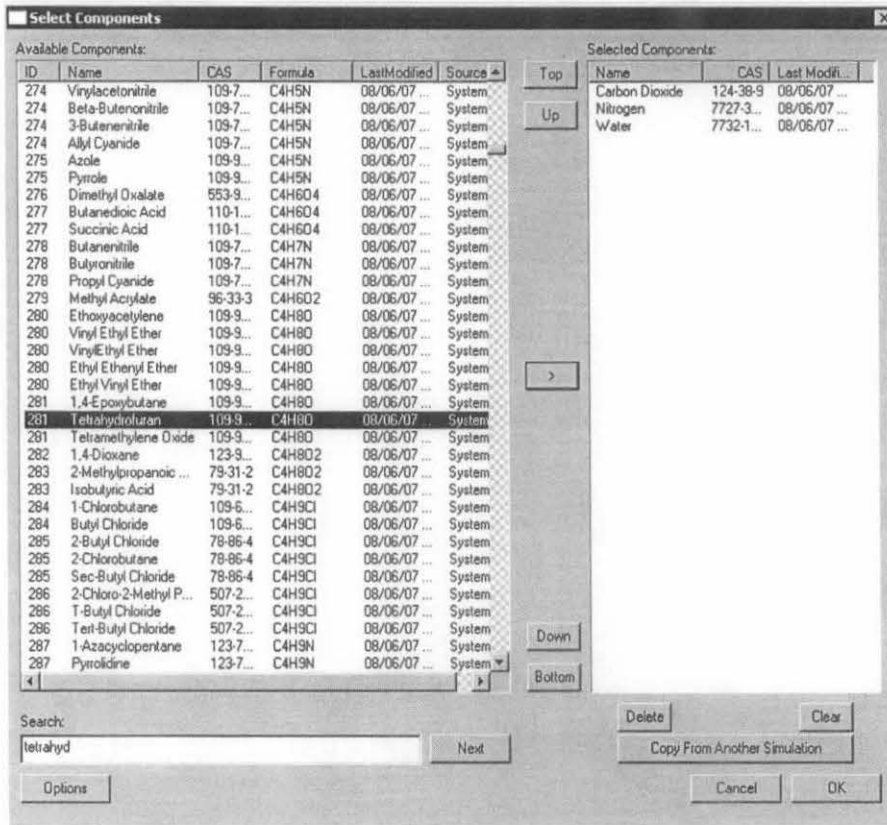 Select Components
Available Components:
ID Name CAS Formula LastModified Source
274 Vinylacetonitrile 109-7... C4H5N 08/06/07 ... System
274 Beta-Butenonitrile 109-7... C4H5N 08/06/07 ... System
274 3-Butenenitrile 109-7... C4H5N 08/06/07 ... System
274 Allyl Cyanide 109-7... C4H5N 08/06/07 ... System
275 Azole 109-9... C4H5N 08/06/07 ... System
275 Pyrrole 109-9... C4H5N 08/06/07 ... System
276 Dimethyl Oxalate 553-9... C4H6O4 08/06/07 ... System
277 Butanedioic Acid 110-1... C4H6O4 08/06/07 ... System
277 Succinic Acid 110-1... C4H6O4 08/06/07 ... System
278 Butanenitrile 109-7... C4H7N 08/06/07 ... System
278 Butyronitrile 109-7... C4H7N 08/06/07 ... System
278 Propyl Cyanide 109-7... C4H7N 08/06/07 ... System
279 Methyl Acrylate 96-33-3 C4H6O2 08/06/07 ... System
280 Ethoxyacetylene 109-9... C4H8O 08/06/07 ... System
280 Vinyl Ethyl Ether 109-9... C4H8O 08/06/07 ... System
280 VinylEthyl Ether 109-9... C4H8O 08/06/07 ... System
280 Ethyl Ethenyl Ether 109-9... C4H8O 08/06/07 ... System
280 Ethyl Vinyl Ether 109-9... C4H8O 08/06/07 ... System
281 1,4-Epoxybutane 109-9... C4H8O 08/06/07 ... System
281 Tetrahydrofuran 109-9... C4H8O 08/06/07 ... System
281 Tetramethylene Oxide 109-9... C4H8O 08/06/07 ... System
282 1,4-Dioxane 123-9... C4H8O2 08/06/07 ... System
283 2-Methylpropanoic ... 79-31-2 C4H8O2 08/06/07 ... System
283 Isobutyric Acid 79-31-2 C4H8O2 08/06/07 ... System
284 1-Chlorobutane 109-6... C4H9Cl 08/06/07 ... System
284 Butyl Chloride 109-6... C4H9Cl 08/06/07 ... System
285 2-Butyl Chloride 78-86-4 C4H9Cl 08/06/07 ... System
285 2-Chlorobutane 78-86-4 C4H9Cl 08/06/07 ... System
285 Sec-Butyl Chloride 78-86-4 C4H9Cl 08/06/07 ... System
286 2-Chloro-2-Methyl P... 507-2... C4H9Cl 08/06/07 ... System
286 T-Butyl Chloride 507-2... C4H9Cl 08/06/07 ... System
286 Tert-Butyl Chloride 507-2... C4H9Cl 08/06/07 ... System
287 1-Azacyclopentane 123-7... C4H9N 08/06/07 ... System
287 Pyrrolidine 123-7... C4H9N 08/06/07 ... System
Search:
tetrahyd
Next
Options
Top
Up
>
Down
Bottom
Selected Components:
Name CAS Last Modifi...
Carbon Dioxide 124-38-9 08/06/07 ...
Nitrogen 7727-3... 08/06/07 ...
Water 7732-1... 08/06/07 ...
Delete Clear
Copy From Another Simulation
Cancel OK